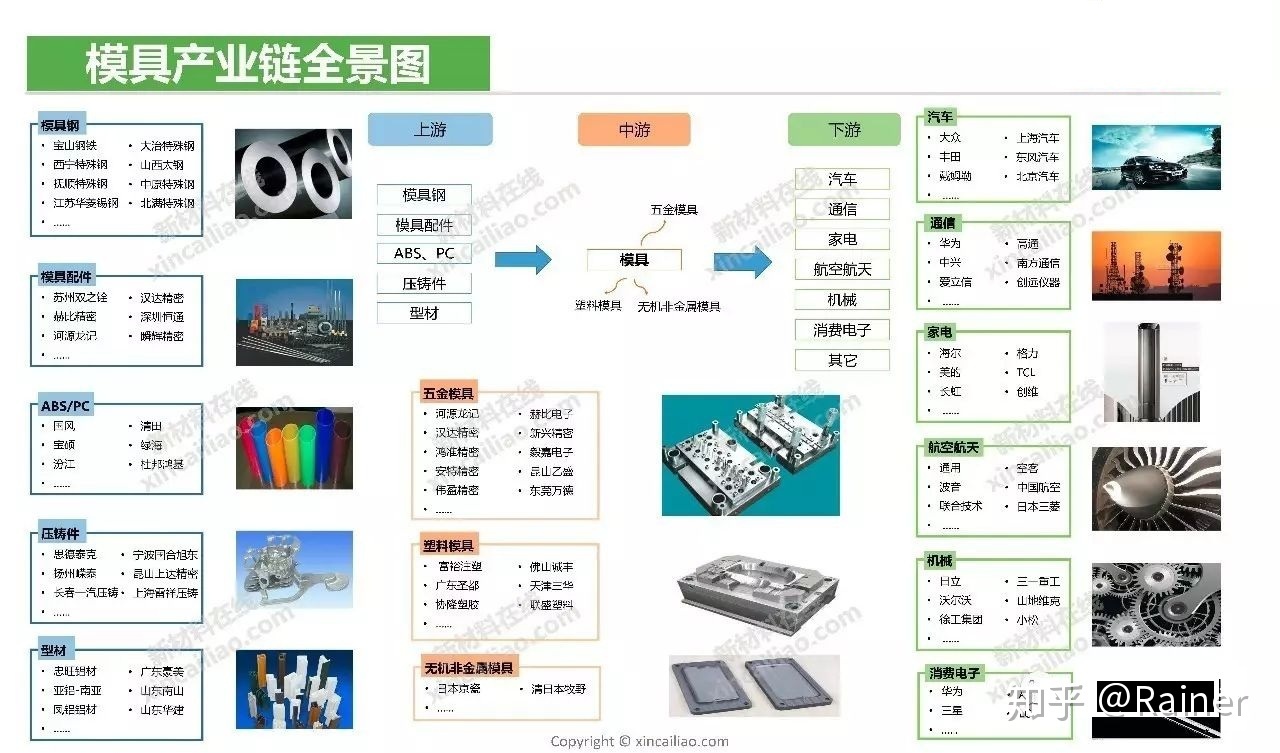 模具产业链全景图
模具钢
宝山钢铁
大冶特殊钢
西宁特殊钢
山西太钢
抚顺特殊钢
中原特殊钢
江苏华菱锡钢
北满特殊钢
......
模具配件
苏州双之诠
汉达精密
赫比精密
深圳恒通
河源龙记
瞬辉精密
......
ABS/PC
国风
清田
宝硕
绿海
汾江
杜邦鸿基
......
压铸件
思德泰克
宁波国合旭东
扬州嵘泰
昆山上达精密
长春一汽压铸
上海雷祥压铸
......
型材
忠旺铝材
广东豪美
亚铝-南亚
山东南山
凤铝铝材
山东华建
......
上游
模具钢
模具配件
ABS、PC
压铸件
型材
中游
五金模具
模具
塑料模具
无机非金属模具
下游
汽车
通信
家电
航空航天
机械
消费电子
其它
五金模具
河源龙记
赫比电子
汉达精密
新兴精密
鸿准精密
毅嘉电子
安特精密
昆山乙盛
伟盈精密
东莞万德
......
塑料模具
富裕注塑
佛山诚丰
广东圣都
天津三华
协隆塑胶
联盛塑料
......
无机非金属模具
日本京瓷
清日本牧野
......
汽车
大众
上海汽车
丰田
东风汽车
戴姆勒
北京汽车
......
通信
华为
高通
中兴
南方通信
爱立信
创远仪器
......
家电
海尔
格力
美的
TCL
长虹
创维
......
航空航天
通用
空客
波音
中国航空
联合技术
日本三菱
......
机械
日立
三一重工
沃尔沃
山地维克
徐工集团
小松
......
消费电子
华为
三星
......
知乎 @Rainer
新材料在线
xincailiao.com
Copyright © xincailiao.com